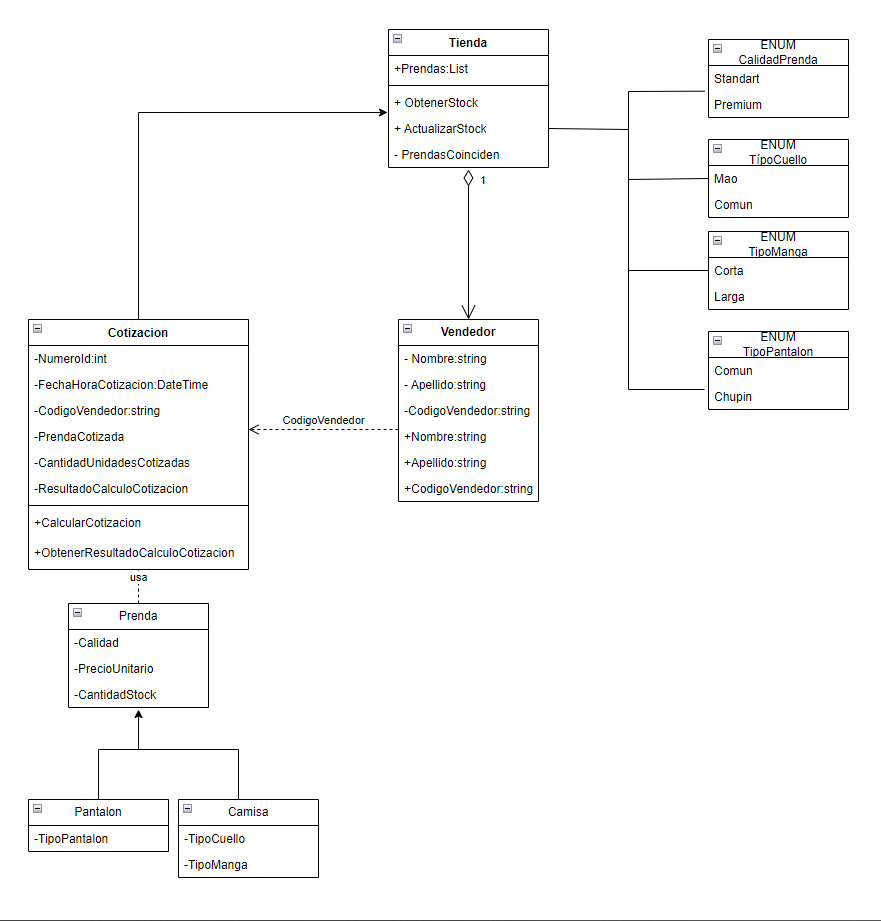 Tienda
+Prendas:List
+ ObtenerStock
+ ActualizarStock
- PrendasCoinciden
1
ENUM
CalidadPrenda
Standart
Premium
ENUM
TípoCuello
Mao
Comun
ENUM
TipoManga
Corta
Larga
ENUM
TipoPantalon
Comun
Chupin
Cotizacion
-NumeroId:int
-FechaHoraCotizacion:DateTime
-CodigoVendedor:string
-PrendaCotizada
-CantidadUnidadesCotizadas
-ResultadoCalculoCotizacion
+CalcularCotizacion
+ObtenerResultadoCalculoCotizacion
CodigoVendedor
Vendedor
- Nombre:string
- Apellido:string
-CodigoVendedor:string
+Nombre:string
+Apellido:string
+CodigoVendedor:string
usa
Prenda
-Calidad
-PrecioUnitario
-CantidadStock
Pantalon
-TipoPantalon
Camisa
-TipoCuello
-TipoManga